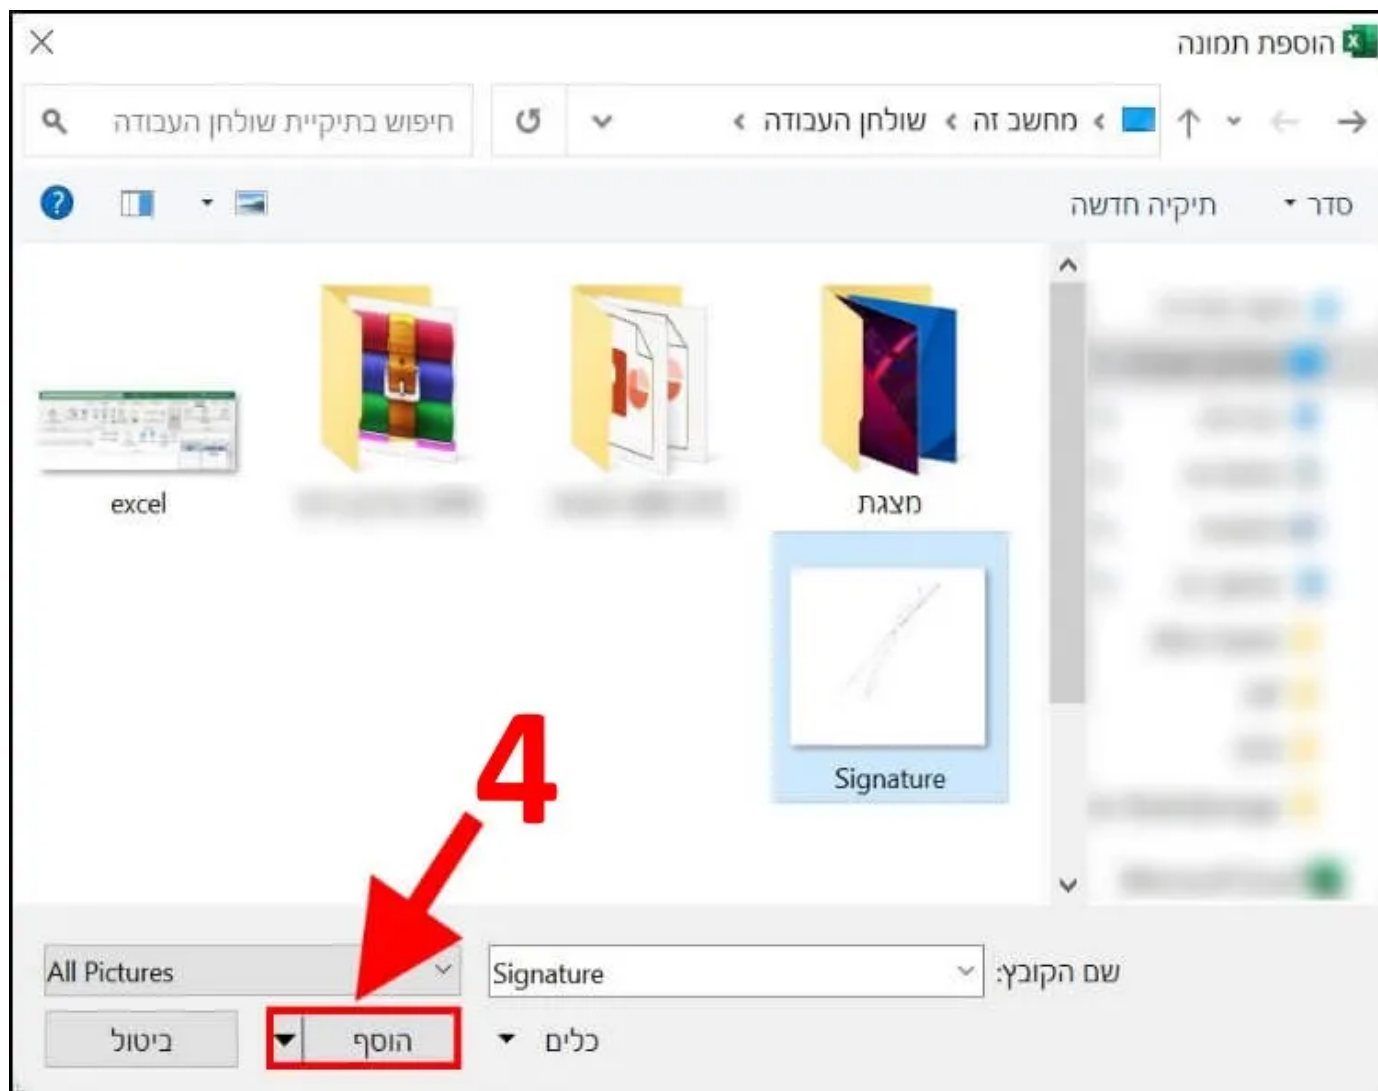 הוספת תמונה
מחשב זה › שולחן העבודה ›
חיפוש בתיקיית שולחן העבודה
סדר
תיקיה חדשה
מצגת
excel
Signature
4
שם הקובץ:
Signature
All Pictures
כלים
הוסף
ביטול